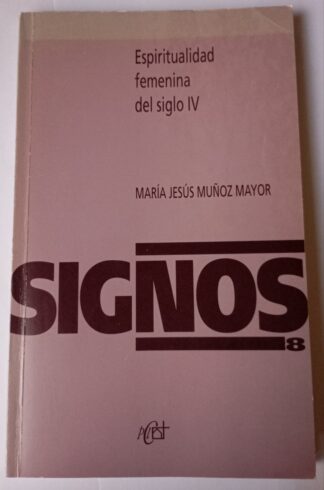 Espiritualidad
femenina
del siglo IV
MARÍA JESÚS MUÑOZ MAYOR
SIGNOS
8